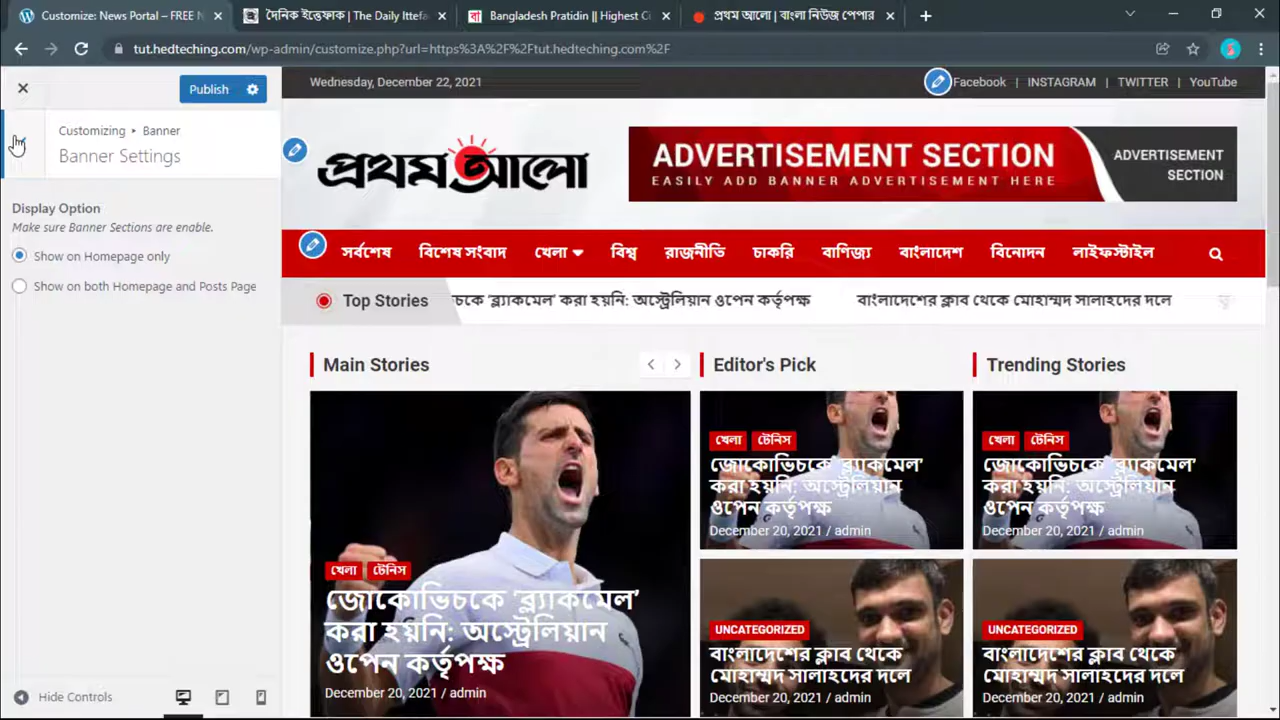 Customize: News Portal – FREE N
দৈনিক ইত্তেফাক | The Daily Ittefa
Bangladesh Pratidin || Highest Ci
প্রথম আলো | বাংলা নিউজ পেপার
tut.hedteching.com/wp-admin/customize.php?url=https%3A%2F%2Ftut.hedteching.com%2F
Publish
Customizing ▸ Banner
Banner Settings
Display Option
Make sure Banner Sections are enable.
Show on Homepage only
Show on both Homepage and Posts Page
Hide Controls
Wednesday, December 22, 2021
Facebook | INSTAGRAM | TWITTER | YouTube
প্রথম আলো
ADVERTISEMENT SECTION
EASILY ADD BANNER ADVERTISEMENT HERE
ADVERTISEMENT
SECTION
সর্বশেষ বিশেষ সংবাদ খেলা বিশ্ব রাজনীতি চাকরি বাণিজ্য বাংলাদেশ বিনোদন লাইফস্টাইল
Top Stories
চকে ‘ব্ল্যাকমেল’ করা হয়নি: অস্ট্রেলিয়ান ওপেন কর্তৃপক্ষ
বাংলাদেশের ক্লাব থেকে মোহাম্মদ সালাহদের দলে
Main Stories
খেলা টেনিস
জোকোভিচকে ‘ব্ল্যাকমেল’
করা হয়নি: অস্ট্রেলিয়ান
ওপেন কর্তৃপক্ষ
December 20, 2021 / admin
Editor's Pick
খেলা টেনিস
জোকোভিচকে ‘ব্ল্যাকমেল’
করা হয়নি: অস্ট্রেলিয়ান
ওপেন কর্তৃপক্ষ
December 20, 2021 / admin
UNCATEGORIZED
বাংলাদেশের ক্লাব থেকে
মোহাম্মদ সালাহদের দলে
December 20, 2021 / admin
Trending Stories
খেলা টেনিস
জোকোভিচকে ‘ব্ল্যাকমেল’
করা হয়নি: অস্ট্রেলিয়ান
ওপেন কর্তৃপক্ষ
December 20, 2021 / admin
UNCATEGORIZED
বাংলাদেশের ক্লাব থেকে
মোহাম্মদ সালাহদের দলে
December 20, 2021 / admin